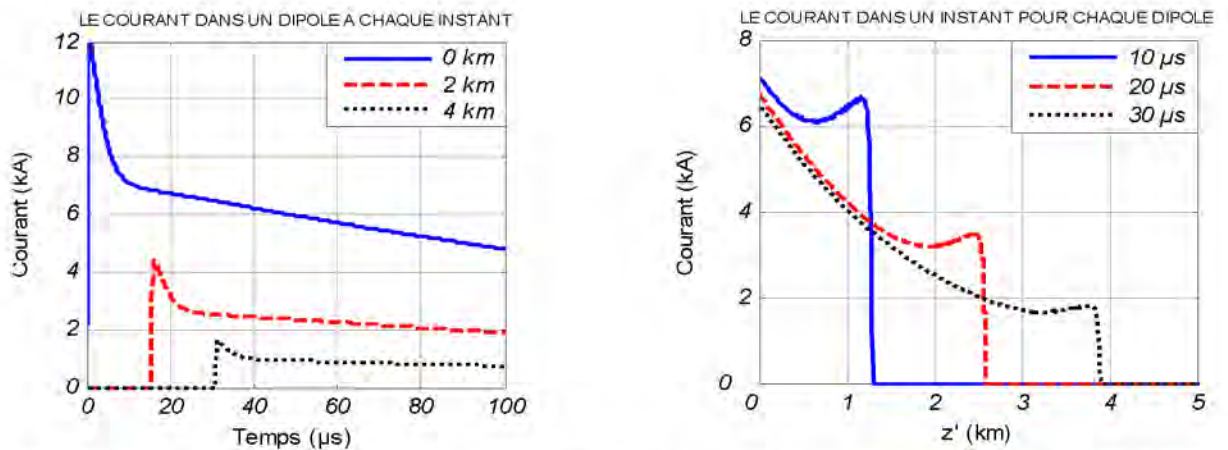 LE COURANT DANS UN DIPOLE A CHAQUE INSTANT
12
10
8
6
4
2
0
Courant (kA)
0 km
2 km
4 km
0 20 40 60 80 100
Temps (µs)
LE COURANT DANS UN INSTANT POUR CHAQUE DIPOLE
8
6
4
2
0
Courant (kA)
10 µs
20 µs
30 µs
0 1 2 3 4 5
z' (km)